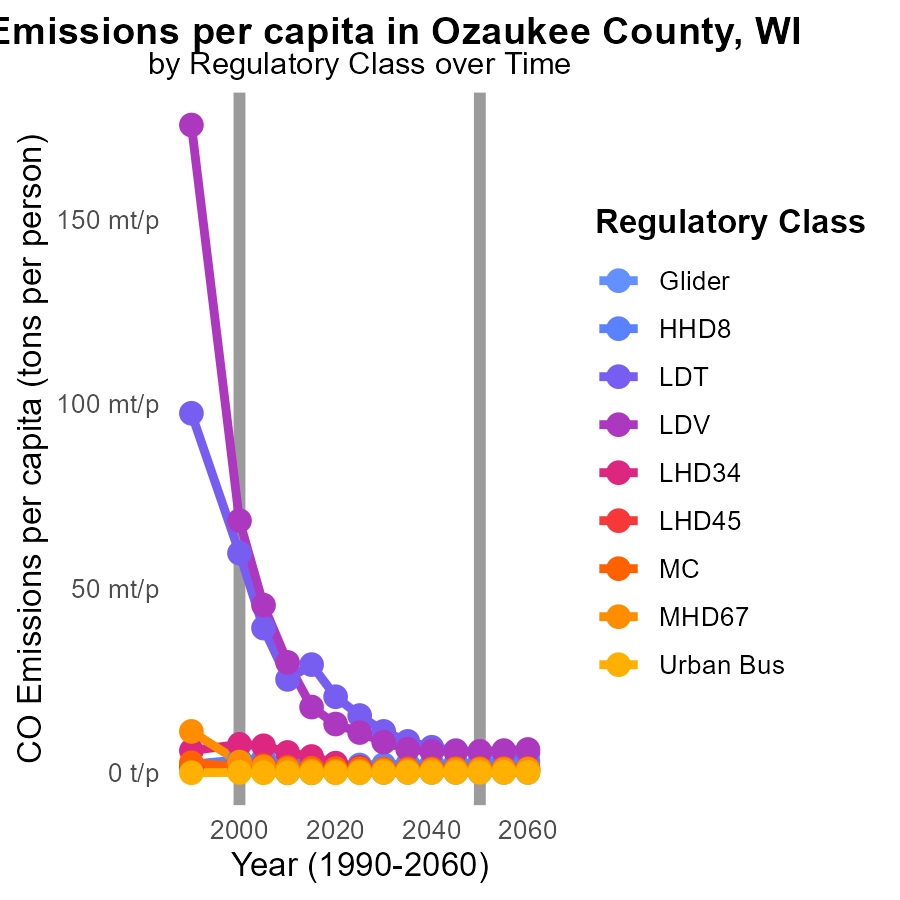 Emissions per capita in Ozaukee County, WI
by Regulatory Class over Time
CO Emissions per capita (tons per person)
150 mt/p
100 mt/p
50 mt/p
0 t/p
2000 2020 2040 2060
Year (1990-2060)
Regulatory Class
Glider
HHD8
LDT
LDV
LHD34
LHD45
MC
MHD67
Urban Bus